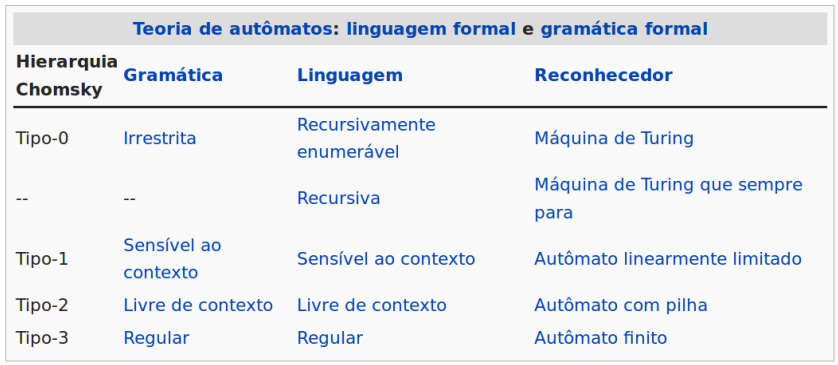 Teoria de autômatos: linguagem formal e gramática formal
Hierarquia Chomsky Gramática Linguagem Reconhecedor
Tipo-0 Irrestrita Recursivamente enumerável Máquina de Turing
-- -- Recursiva Máquina de Turing que sempre para
Tipo-1 Sensível ao contexto Sensível ao contexto Autômato linearmente limitado
Tipo-2 Livre de contexto Livre de contexto Autômato com pilha
Tipo-3 Regular Regular Autômato finito